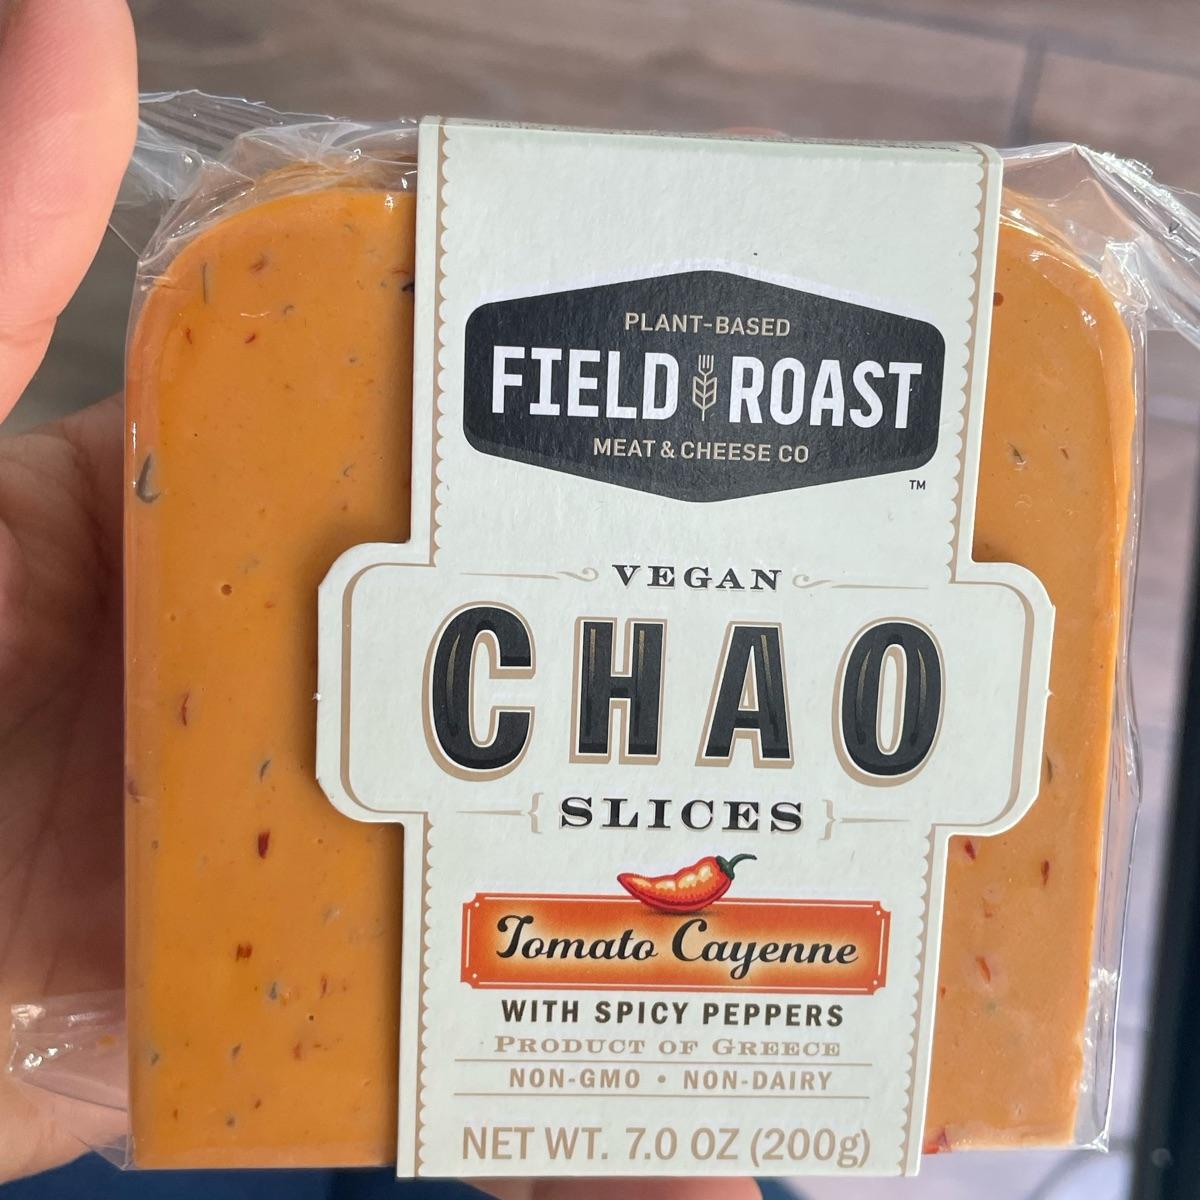 PLANT-BASED
FIELD ROAST
MEAT & CHEESE CO
TM
VEGAN
CHAO
SLICES
Tomato Cayenne
WITH SPICY PEPPERS
PRODUCT OF GREECE
NON-GMO • NON-DAIRY
NET WT. 7.0 OZ (200g)